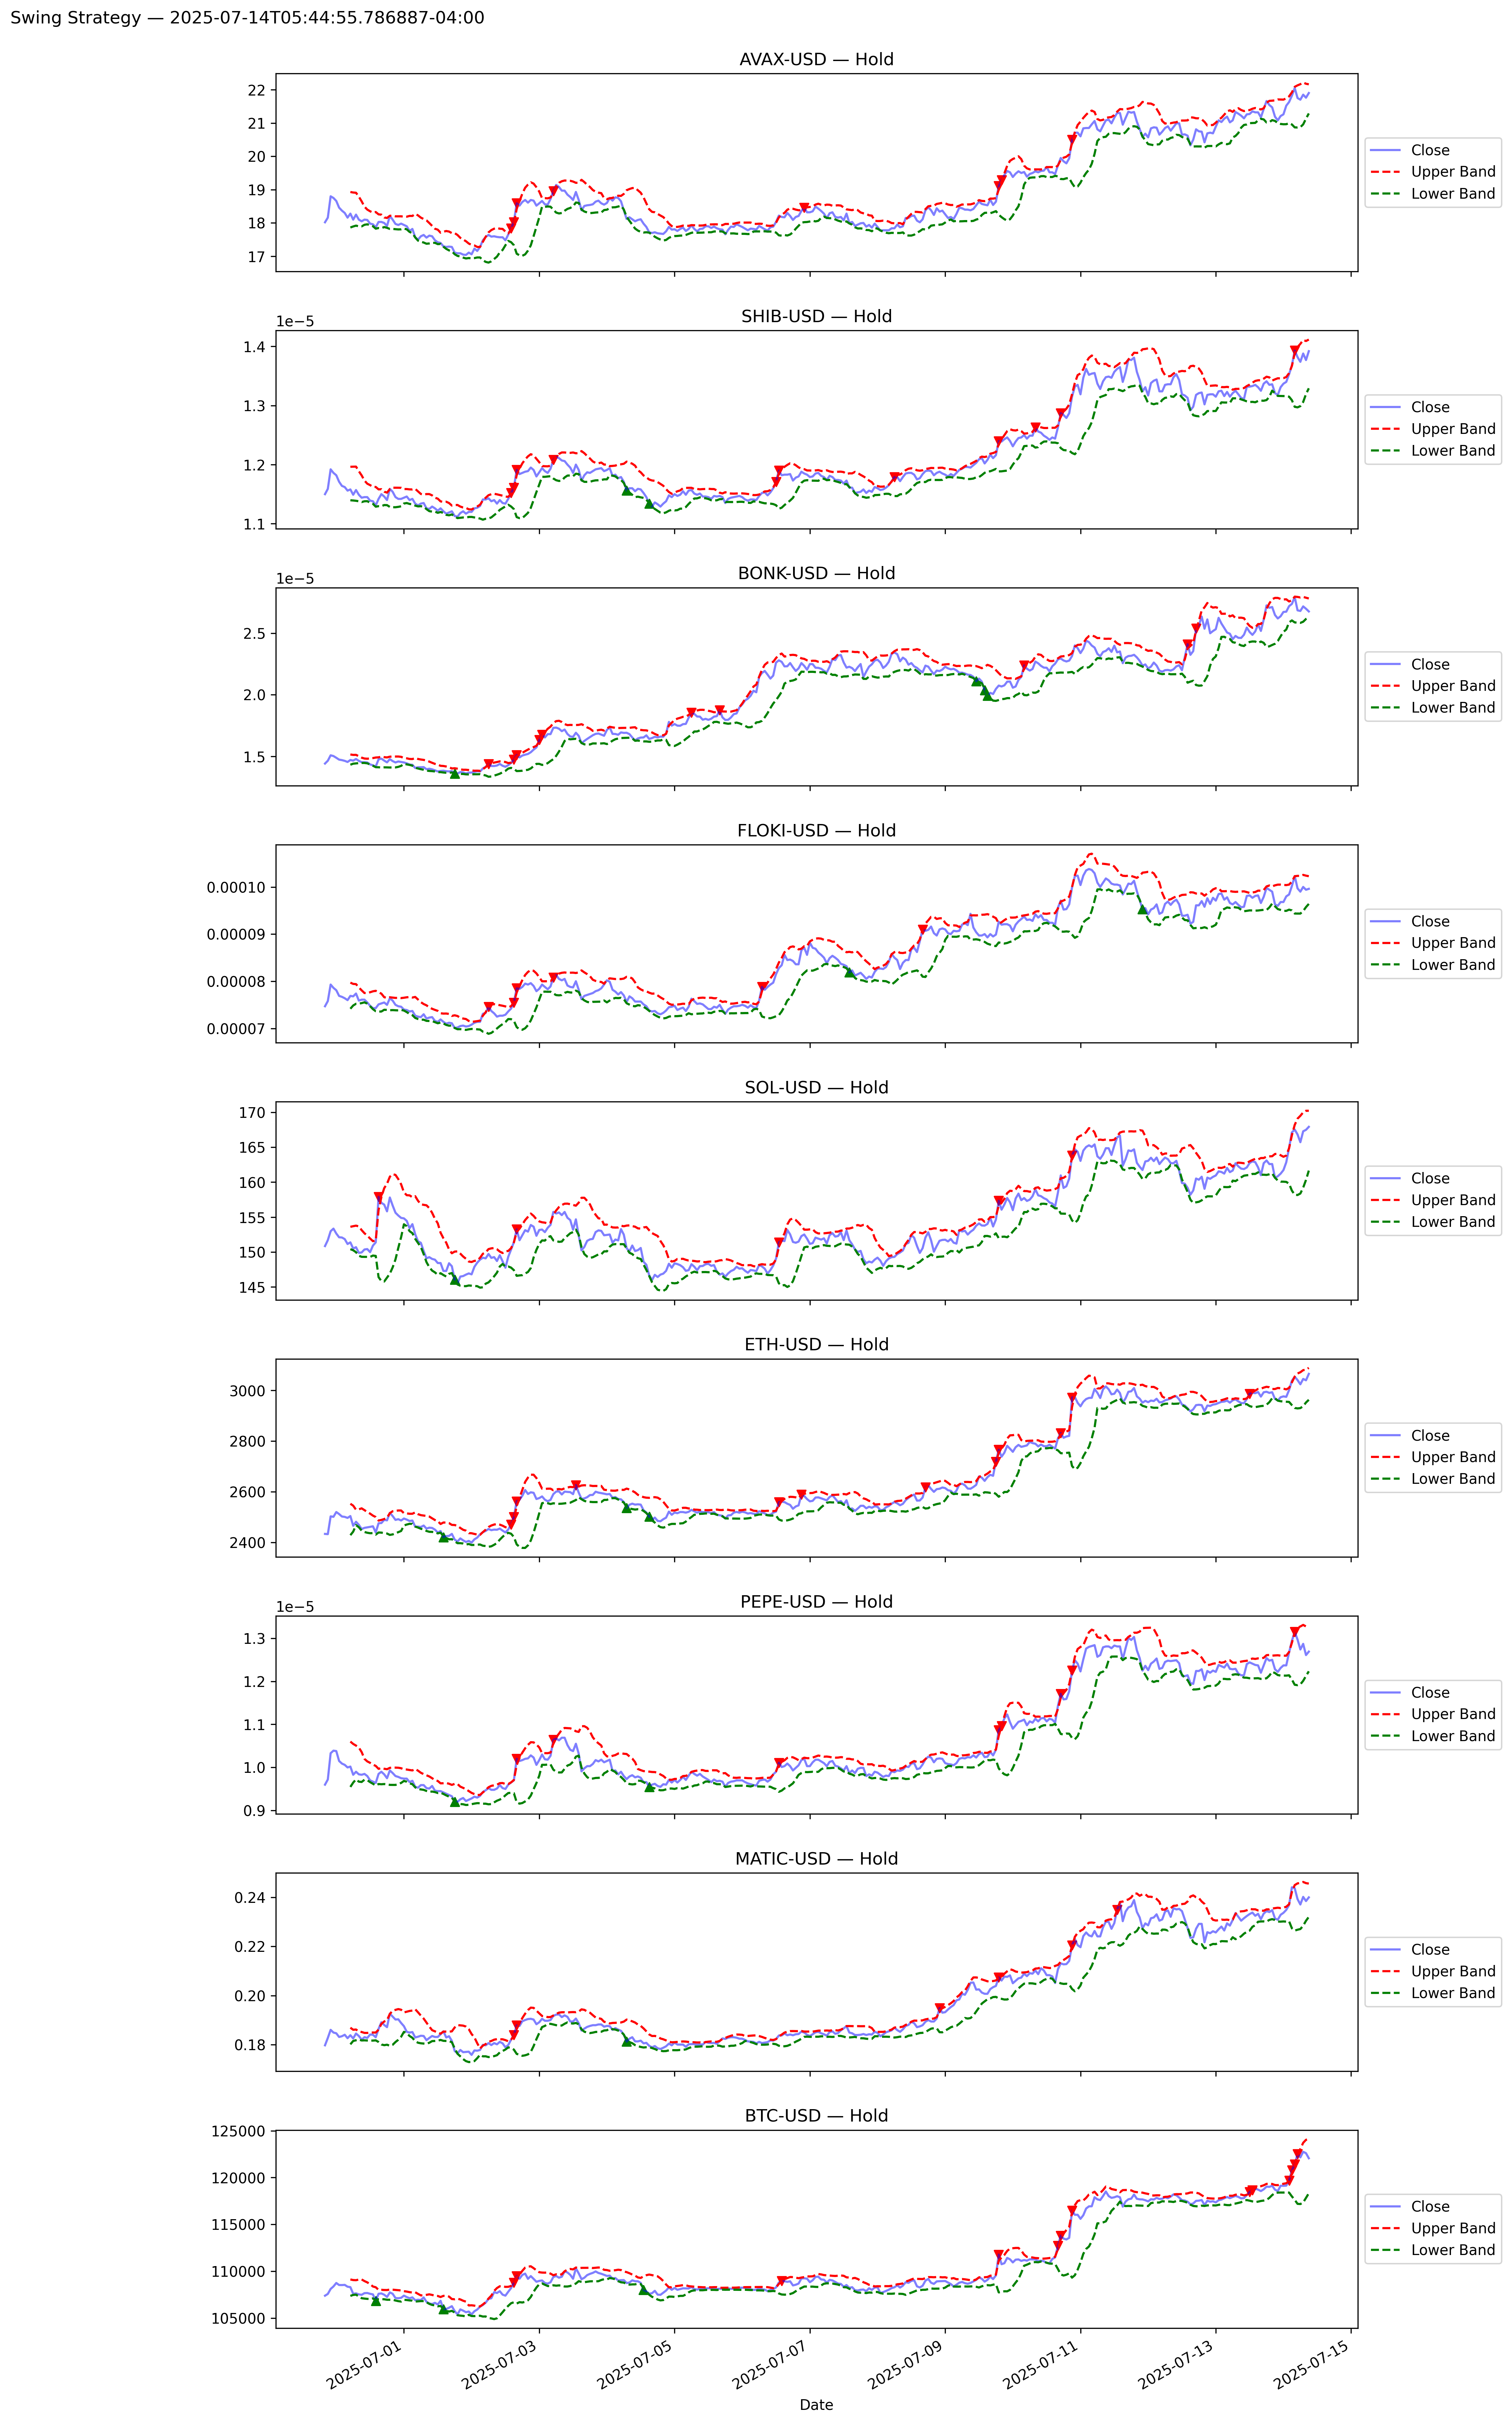 Swing Strategy — 2025-07-14T05:44:55.786887-04:00
AVAX-USD — Hold
22
21
20
19
18
17
Close
Upper Band
Lower Band
SHIB-USD — Hold
1e−5
1.4
1.3
1.2
1.1
Close
Upper Band
Lower Band
BONK-USD — Hold
1e−5
2.5
2.0
1.5
Close
Upper Band
Lower Band
FLOKI-USD — Hold
0.00010
0.00009
0.00008
0.00007
Close
Upper Band
Lower Band
SOL-USD — Hold
170
165
160
155
150
145
Close
Upper Band
Lower Band
ETH-USD — Hold
3000
2800
2600
2400
Close
Upper Band
Lower Band
PEPE-USD — Hold
1e−5
1.3
1.2
1.1
1.0
0.9
Close
Upper Band
Lower Band
MATIC-USD — Hold
0.24
0.22
0.20
0.18
Close
Upper Band
Lower Band
BTC-USD — Hold
125000
120000
115000
110000
105000
Close
Upper Band
Lower Band
2025-07-01
2025-07-03
2025-07-05
2025-07-07
2025-07-09
2025-07-11
2025-07-13
2025-07-15
Date